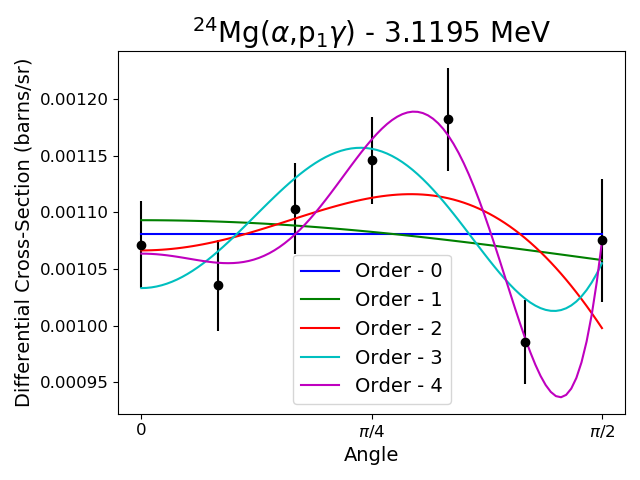 ²⁴Mg(α,p₁γ) - 3.1195 MeV
Differential Cross-Section (barns/sr)
0.00120
0.00115
0.00110
0.00105
0.00100
0.00095
Order - 0
Order - 1
Order - 2
Order - 3
Order - 4
0
π/4
π/2
Angle